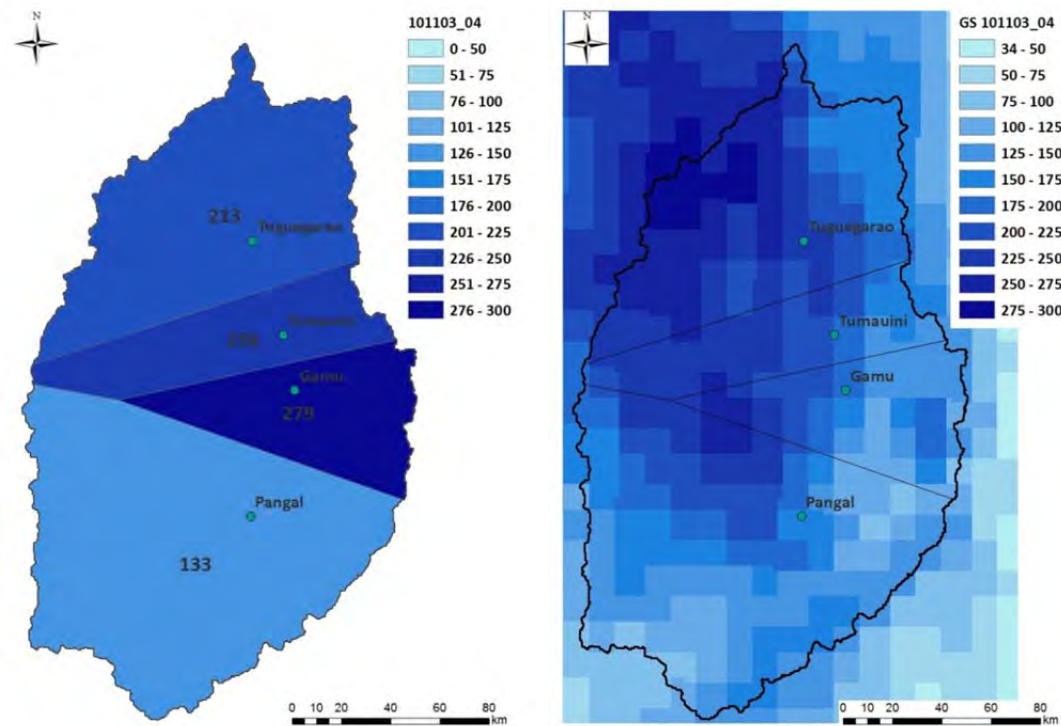 N
101103_04
0 - 50
51 - 75
76 - 100
101 - 125
126 - 150
151 - 175
176 - 200
201 - 225
226 - 250
251 - 275
276 - 300
213
Tuguegarao
Tumauini
Gamu
279
Pangal
133
0 10 20 40 60 80
km
N
GS 101103_04
34 - 50
50 - 75
75 - 100
100 - 125
125 - 150
150 - 175
175 - 200
200 - 225
225 - 250
250 - 275
275 - 300
Tuguegarao
Tumauini
Gamu
Pangal
0 10 20 40 60 80
km